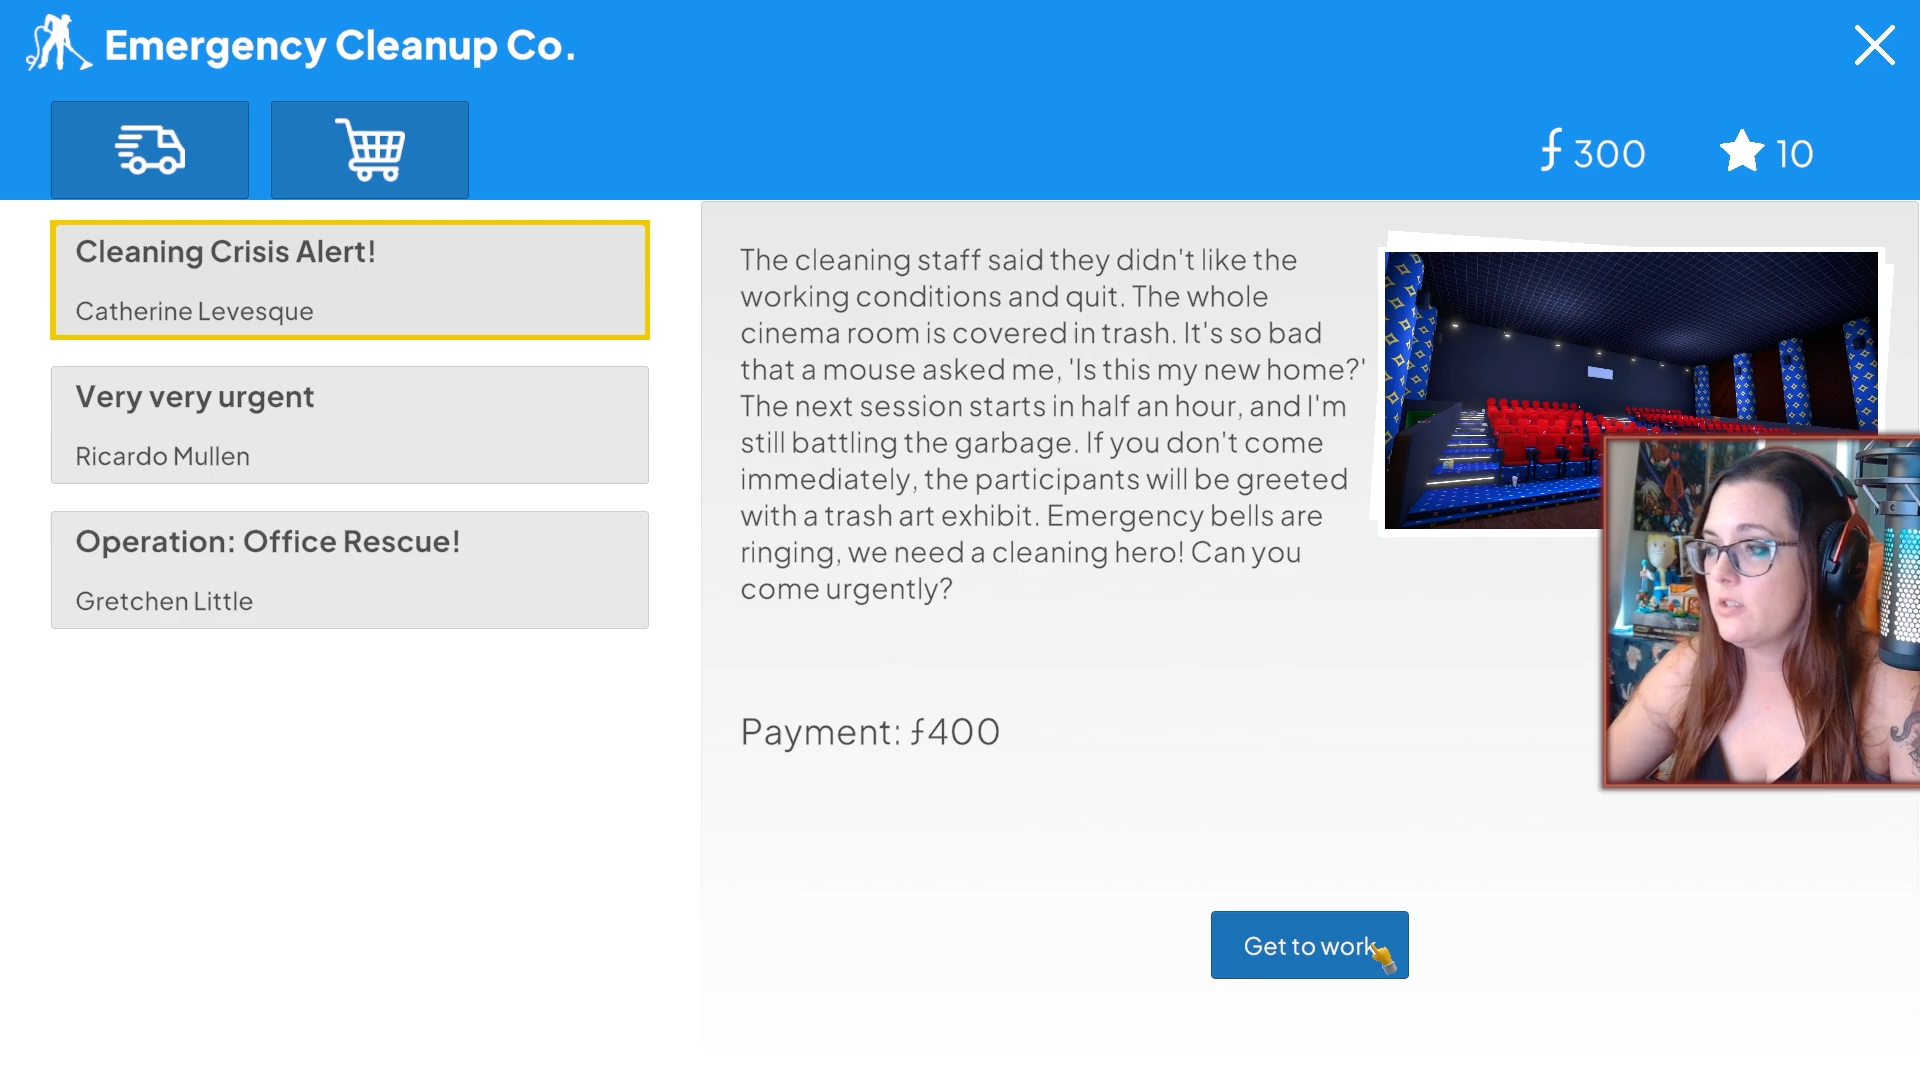 Emergency Cleanup Co.
ƒ 300
10
Cleaning Crisis Alert!
Catherine Levesque
Very very urgent
Ricardo Mullen
Operation: Office Rescue!
Gretchen Little
The cleaning staff said they didn't like the
working conditions and quit. The whole
cinema room is covered in trash. It's so bad
that a mouse asked me, 'Is this my new home?'
The next session starts in half an hour, and I'm
still battling the garbage. If you don't come
immediately, the participants will be greeted
with a trash art exhibit. Emergency bells are
ringing, we need a cleaning hero! Can you
come urgently?
Payment: ƒ400
Get to work